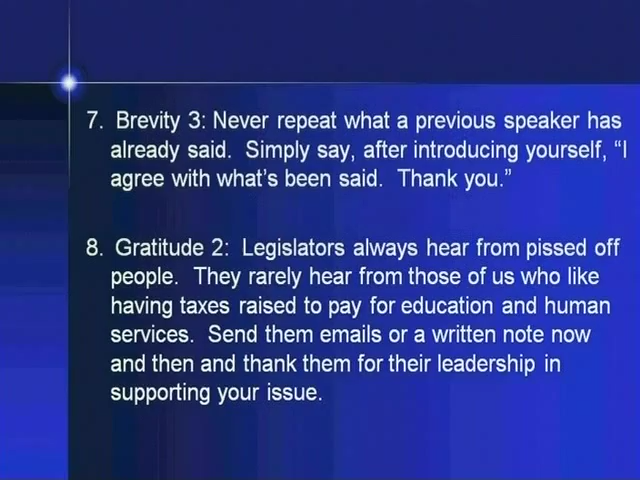 7. Brevity 3: Never repeat what a previous speaker has
already said. Simply say, after introducing yourself, “I
agree with what’s been said. Thank you.”
8. Gratitude 2: Legislators always hear from pissed off
people. They rarely hear from those of us who like
having taxes raised to pay for education and human
services. Send them emails or a written note now
and then and thank them for their leadership in
supporting your issue.